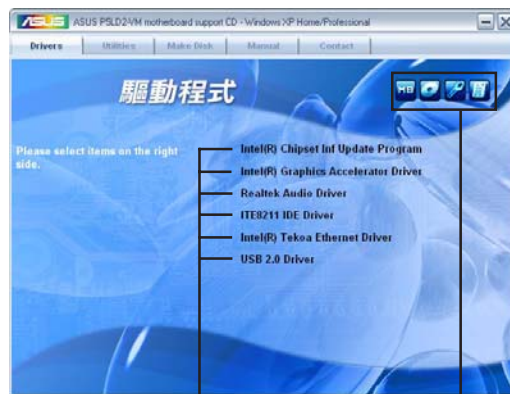 ASUS ASUS P5LD2-VM motherboard support CD - Windows XP Home/Professional
Drivers Utilities Make Disk Manual Contact
驅動程式
MB
Please select items on the right side.
Intel(R) Chipset Inf Update Program
Intel(R) Graphics Accelerator Driver
Realtek Audio Driver
ITE8211 IDE Driver
Intel(R) Tekoa Ethernet Driver
USB 2.0 Driver